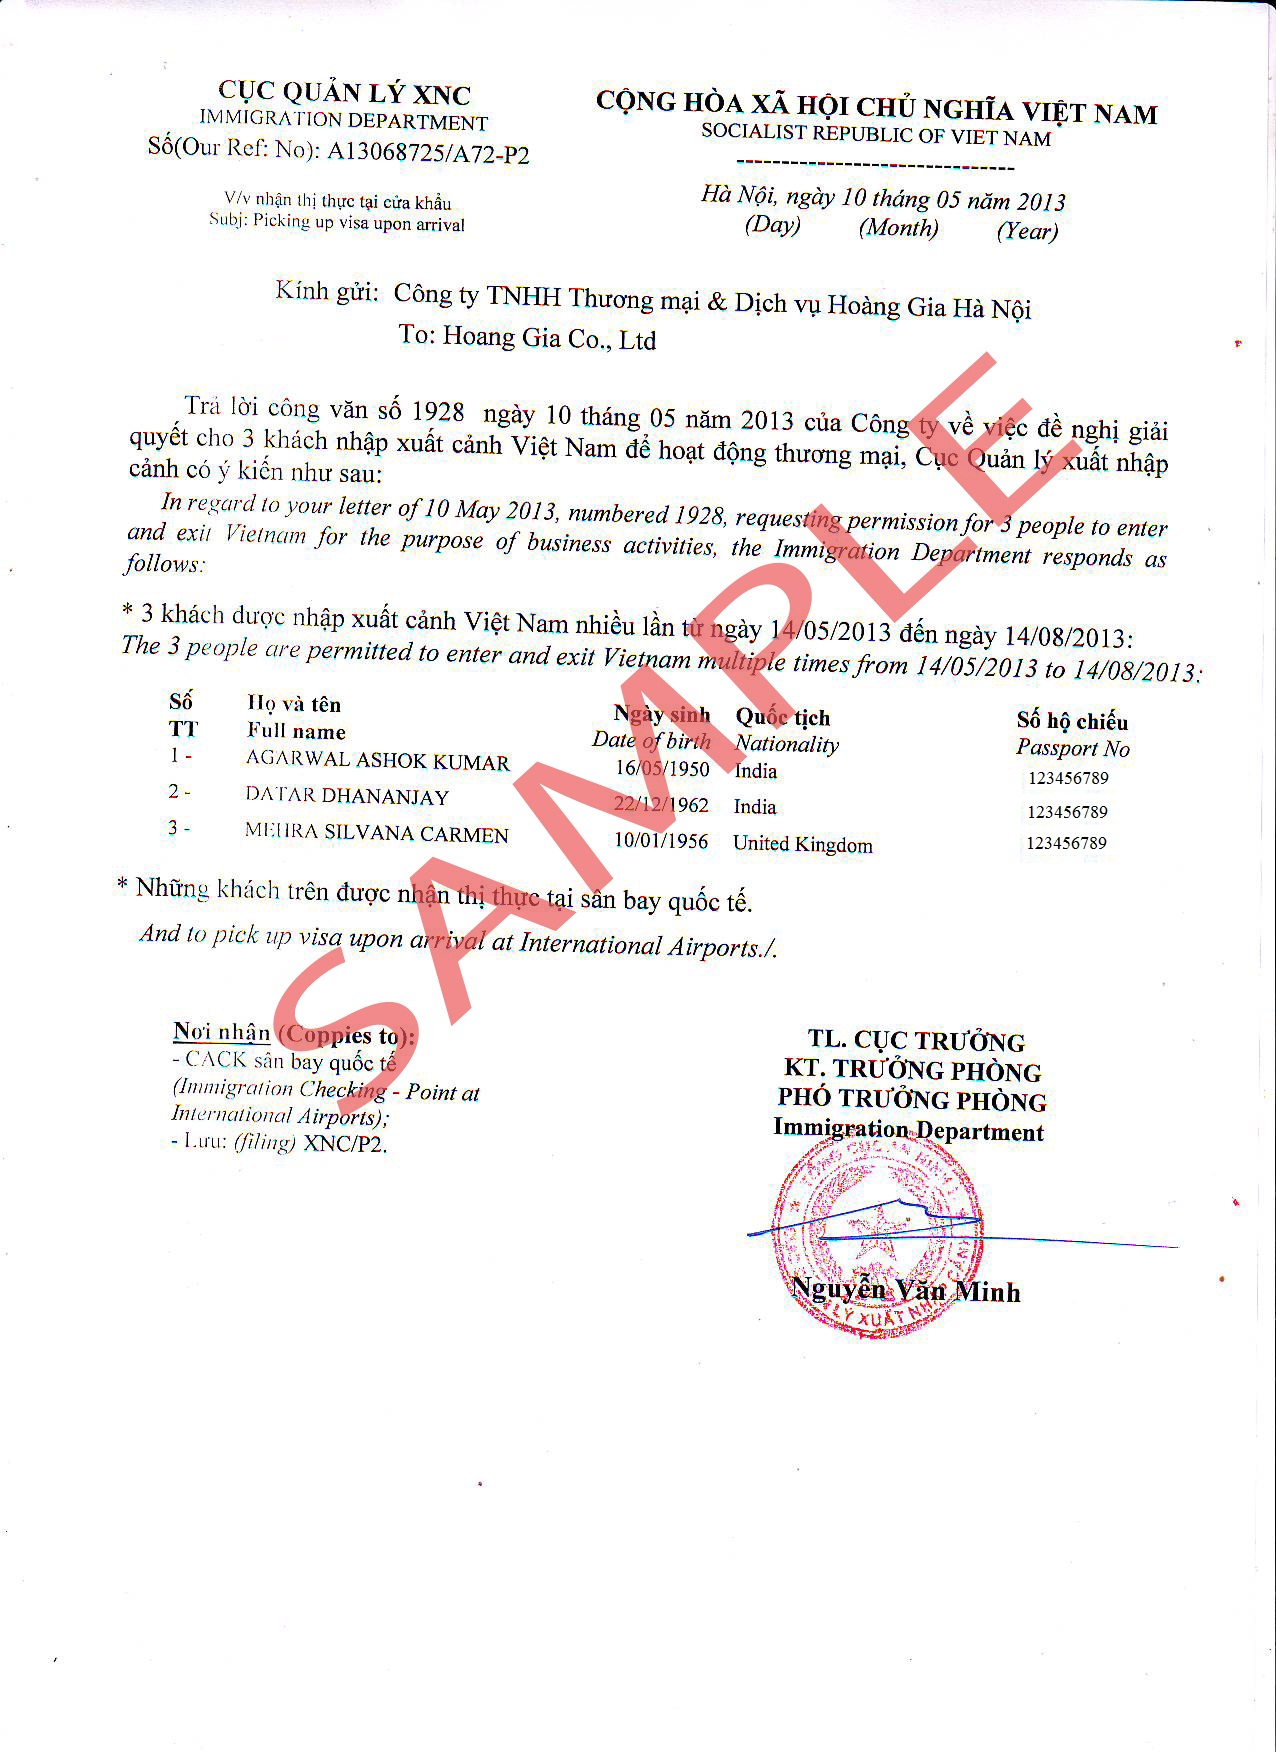 CỤC QUẢN LÝ XNC
IMMIGRATION DEPARTMENT
Số(Our Ref: No): A13068725/A72-P2
V/v nhận thị thực tại cửa khẩu
Subj: Picking up visa upon arrival
CỘNG HÒA XÃ HỘI CHỦ NGHĨA VIỆT NAM
SOCIALIST REPUBLIC OF VIET NAM
-------------------------------
Hà Nội, ngày 10 tháng 05 năm 2013
(Day) (Month) (Year)
Kính gửi: Công ty TNHH Thương mại & Dịch vụ Hoàng Gia Hà Nội
To: Hoang Gia Co., Ltd
Trả lời công văn số 1928 ngày 10 tháng 05 năm 2013 của Công ty về việc đề nghị giải
quyết cho 3 khách nhập xuất cảnh Việt Nam để hoạt động thương mại, Cục Quản lý xuất nhập
cảnh có ý kiến như sau:
In regard to your letter of 10 May 2013, numbered 1928, requesting permission for 3 people to enter
and exit Vietnam for the purpose of business activities, the Immigration Department responds as
follows:
* 3 khách được nhập xuất cảnh Việt Nam nhiều lần từ ngày 14/05/2013 đến ngày 14/08/2013:
The 3 people are permitted to enter and exit Vietnam multiple times from 14/05/2013 to 14/08/2013:
Số Họ và tên Ngày sinh Quốc tịch Số hộ chiếu
TT Full name Date of birth Nationality Passport No
1 - AGARWAL ASHOK KUMAR 16/05/1950 India 123456789
2 - DATAR DHANANJAY 22/12/1962 India 123456789
3 - MEHRA SILVANA CARMEN 10/01/1956 United Kingdom 123456789
* Những khách trên được nhận thị thực tại sân bay quốc tế.
And to pick up visa upon arrival at International Airports./.
SAMPLE
Nơi nhận (Coppies to):
- CACK sân bay quốc tế
(Immigration Checking - Point at
International Airports);
- Lưu: (filing) XNC/P2.
TL. CỤC TRƯỞNG
KT. TRƯỞNG PHÒNG
PHÓ TRƯỞNG PHÒNG
Immigration Department
TỔNG CỤC AN NINH
LÝ XUẤT NHẬP CẢNH
Nguyễn Văn Minh